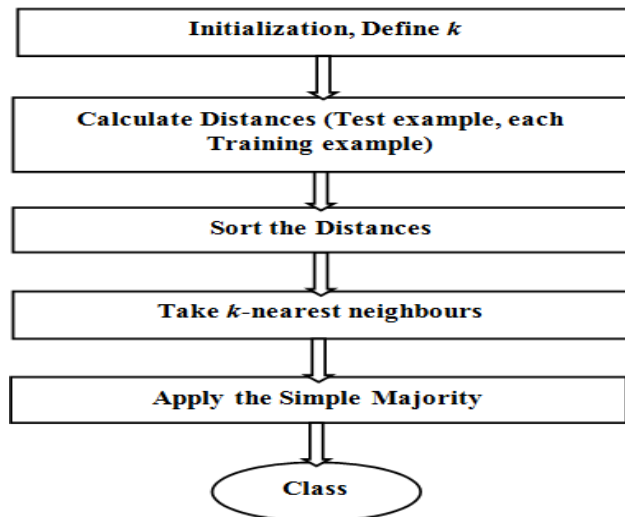 Initialization, Define k
Calculate Distances (Test example, each
Training example)
Sort the Distances
Take k-nearest neighbours
Apply the Simple Majority
Class